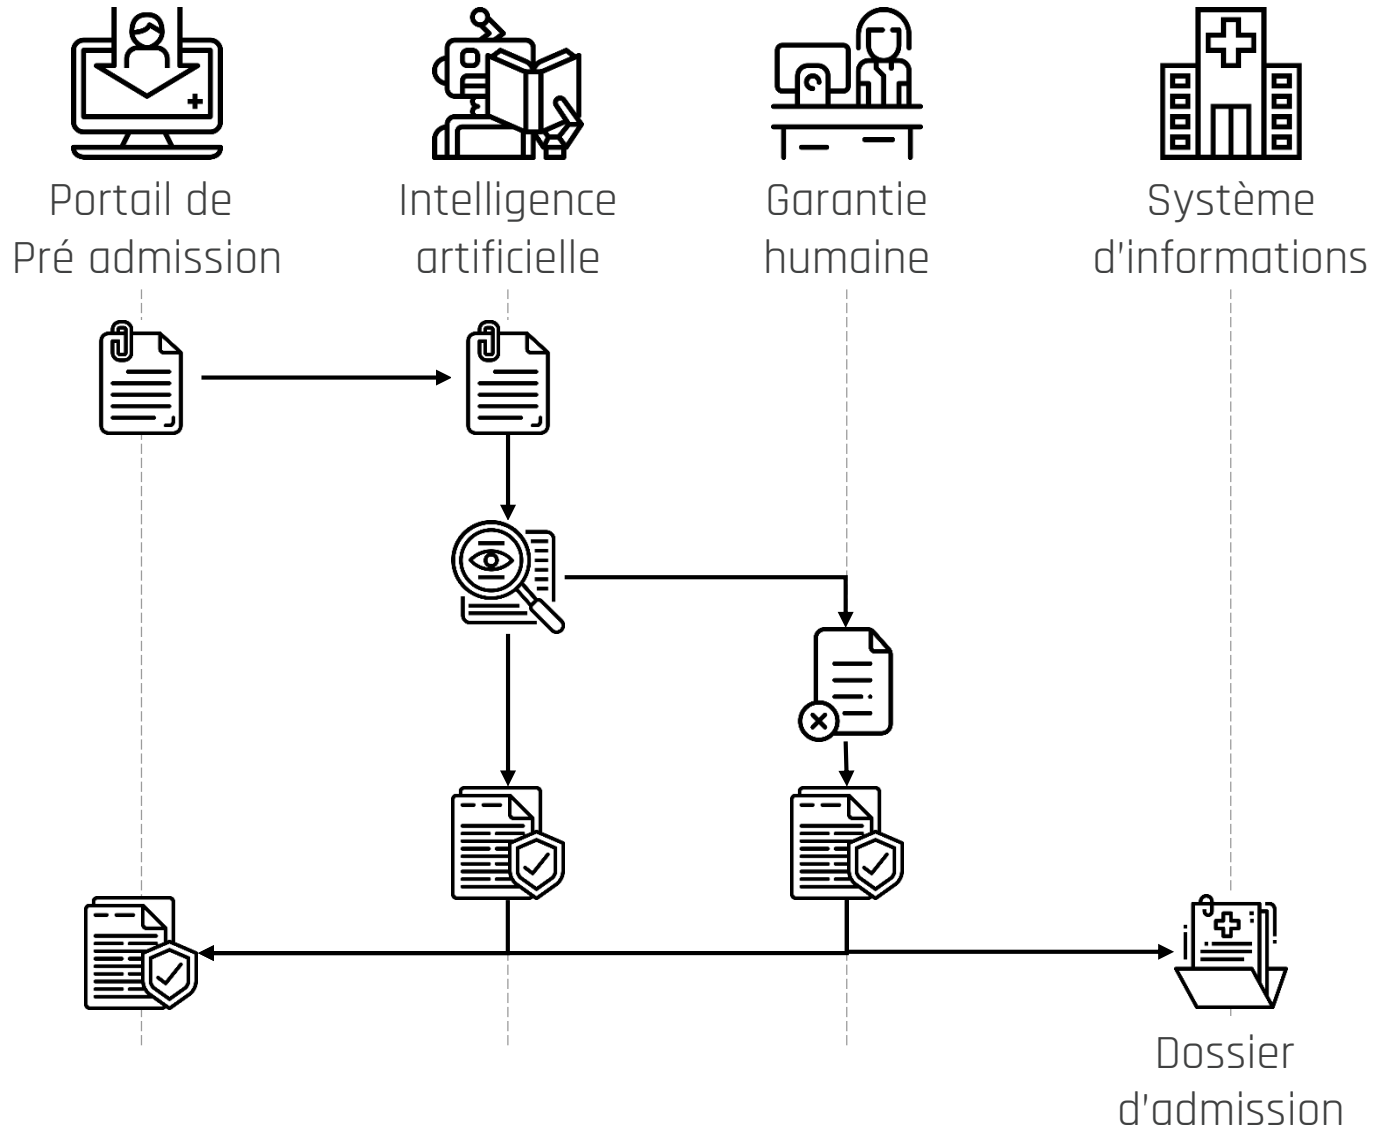 Portail de
Pré admission
Intelligence
artificielle
Garantie
humaine
Système
d'informations
Dossier
d'admission